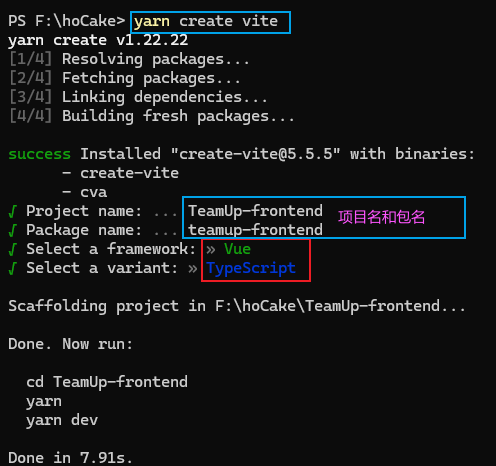 PS F:\hoCake> yarn create vite
yarn create v1.22.22
[1/4] Resolving packages...
[2/4] Fetching packages...
[3/4] Linking dependencies...
[4/4] Building fresh packages...
success Installed "create-vite@5.5.5" with binaries:
- create-vite
- cva
√ Project name: ... TeamUp-frontend
项目名和包名
√ Package name: ... teamup-frontend
√ Select a framework: » Vue
√ Select a variant: » TypeScript
Scaffolding project in F:\hoCake\TeamUp-frontend...
Done. Now run:
cd TeamUp-frontend
yarn
yarn dev
Done in 7.91s.